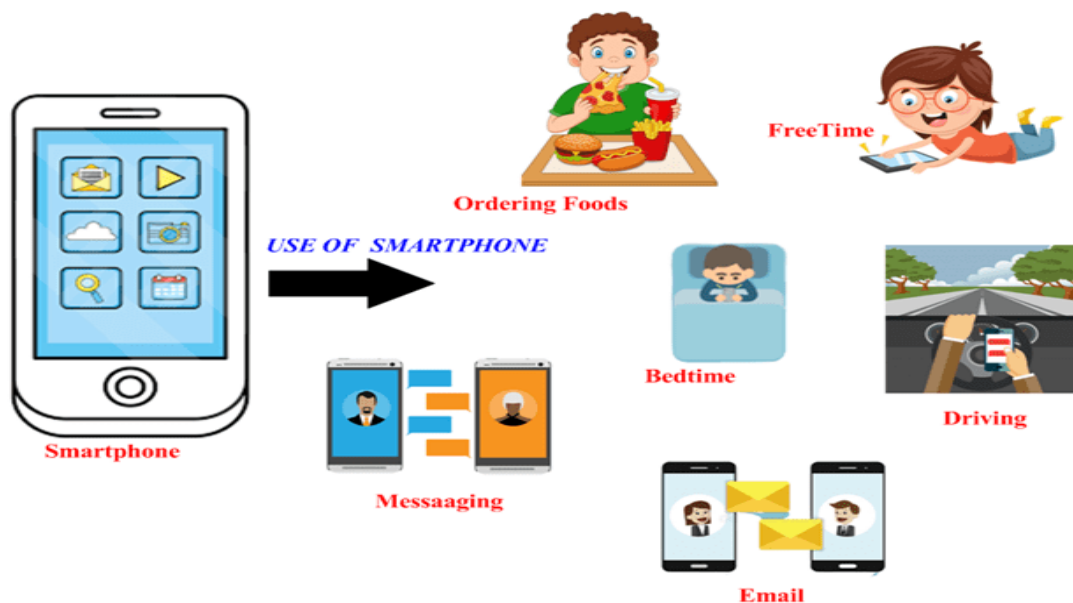 FreeTime
Ordering Foods
USE OF SMARTPHONE
Bedtime
Driving
Smartphone
Messaaging
Email